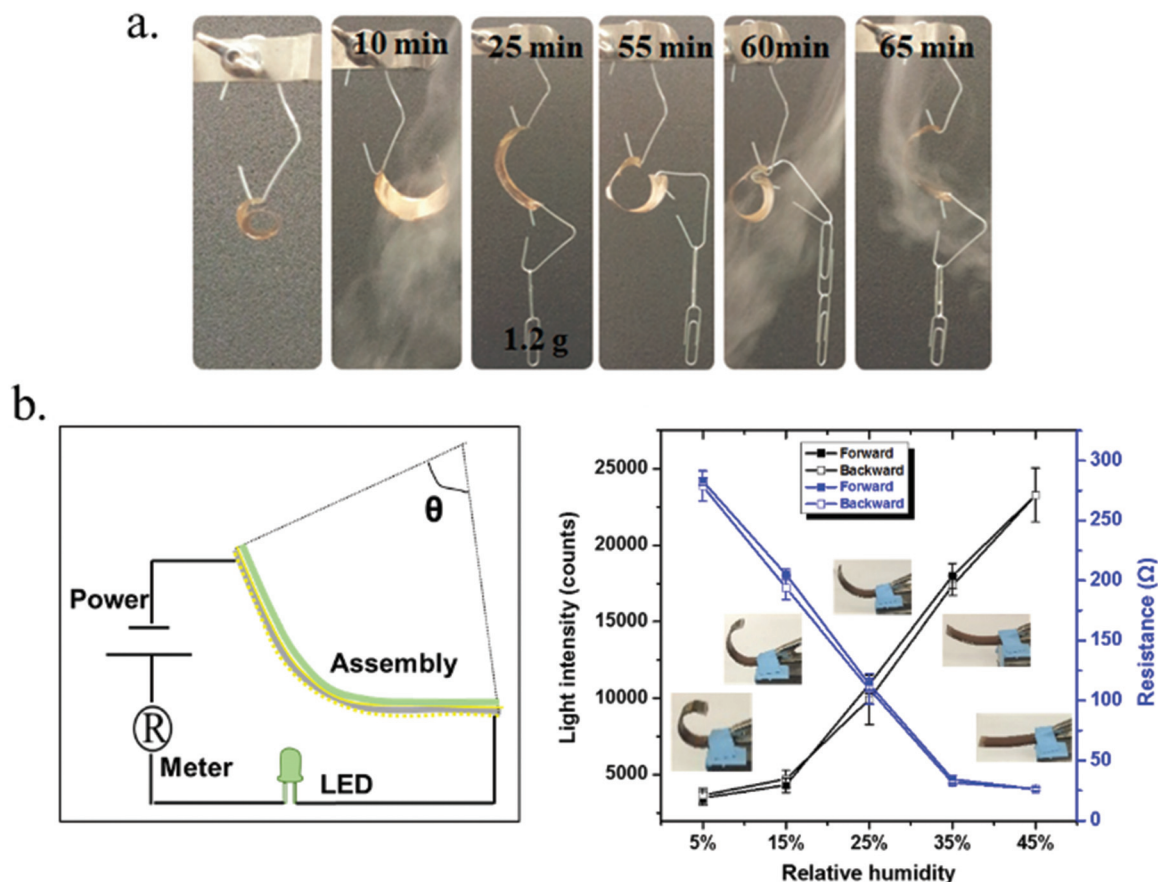 a.
10 min
25 min
55 min
60min
65 min
1.2 g
b.
Power
Assembly
θ
R
Meter
LED
Forward
Backward
Forward
Backward
Light intensity (counts)
25000
20000
15000
10000
5000
Resistance (Ω)
300
250
200
150
100
50
0
5% 15% 25% 35% 45%
Relative humidity